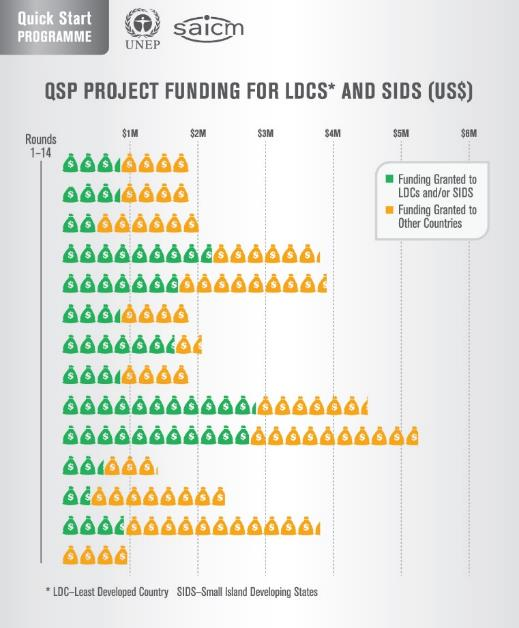 Quick Start
PROGRAMME
UNEP
saicm
QSP PROJECT FUNDING FOR LDCS* AND SIDS (US$)
Rounds
1–14
$1M $2M $3M $4M $5M $6M
Funding Granted to
LDCs and/or SIDS
Funding Granted to
Other Countries
* LDC–Least Developed Country SIDS–Small Island Developing States